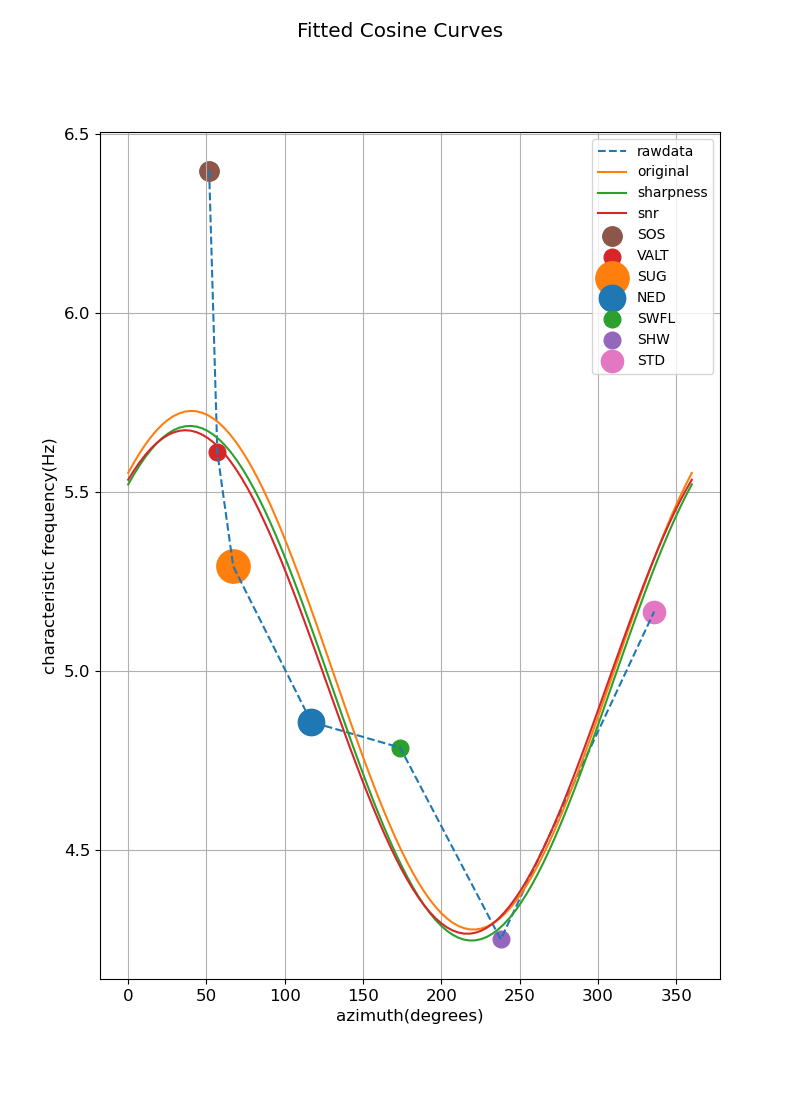 Fitted Cosine Curves
6.5
6.0
5.5
5.0
4.5
characteristic frequency(Hz)
rawdata
original
sharpness
snr
SOS
VALT
SUG
NED
SWFL
SHW
STD
0 50 100 150 200 250 300 350
azimuth(degrees)